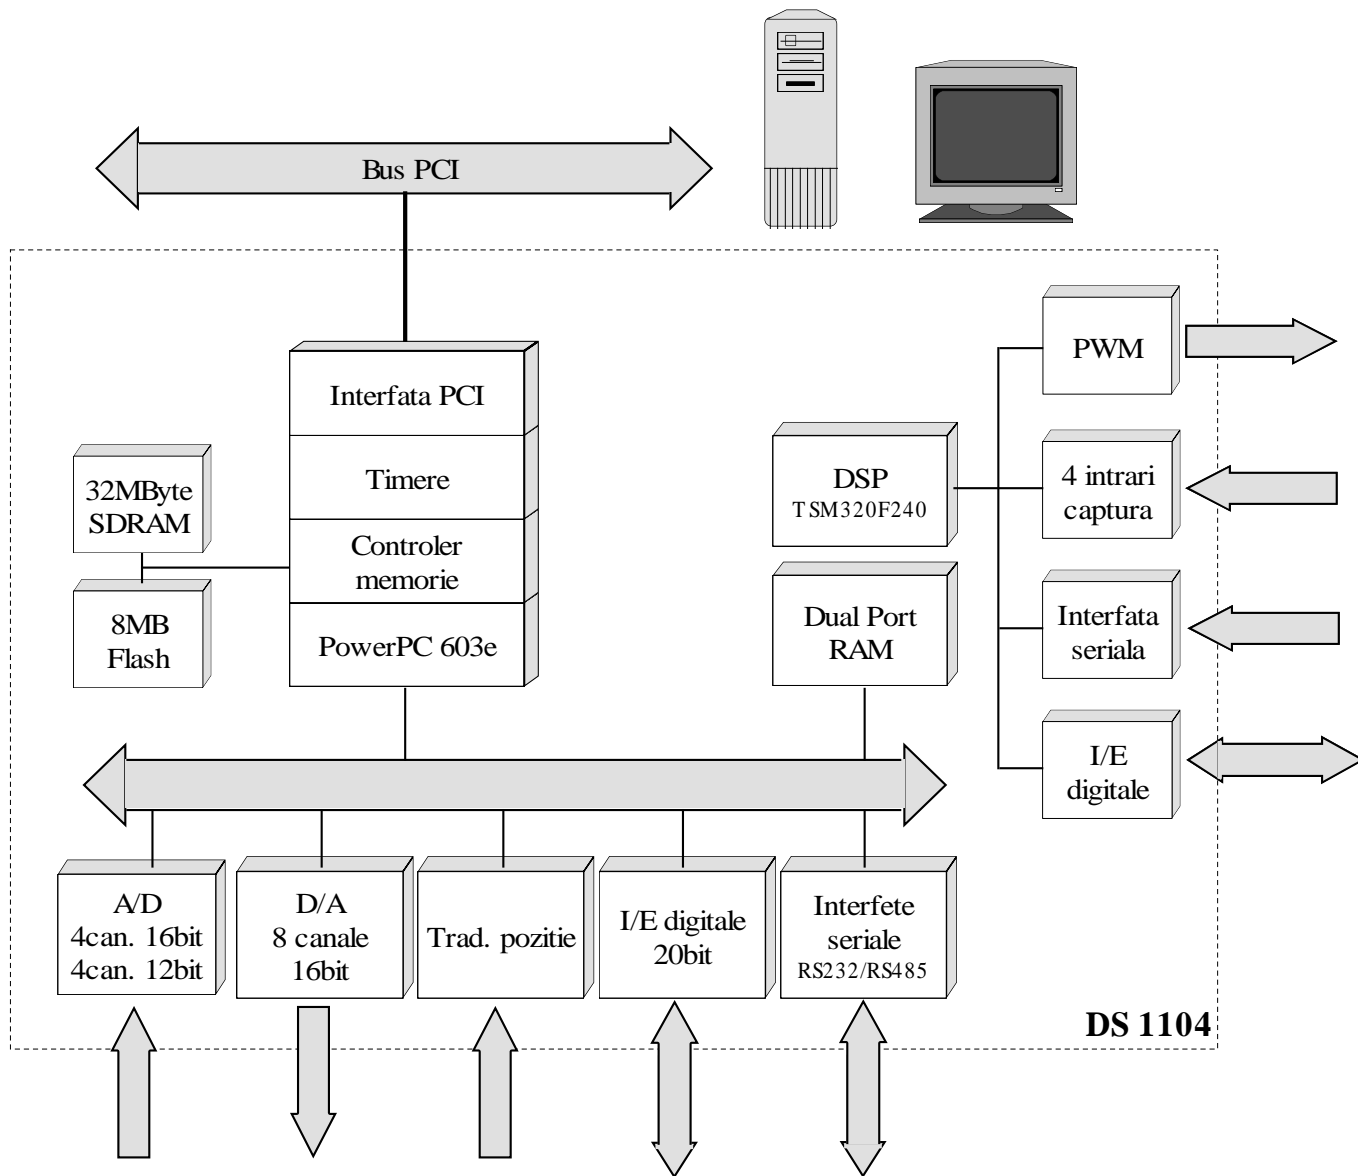 Bus PCI
PWM
Interfata PCI
Timere
Controler
memorie
PowerPC 603e
32MByte
SDRAM
8MB
Flash
DSP
TSM320F240
Dual Port
RAM
4 intrari
captura
Interfata
seriala
I/E
digitale
A/D
4can. 16bit
4can. 12bit
D/A
8 canale
16bit
Trad. pozitie
I/E digitale
20bit
Interfete
seriale
RS232/RS485
DS 1104